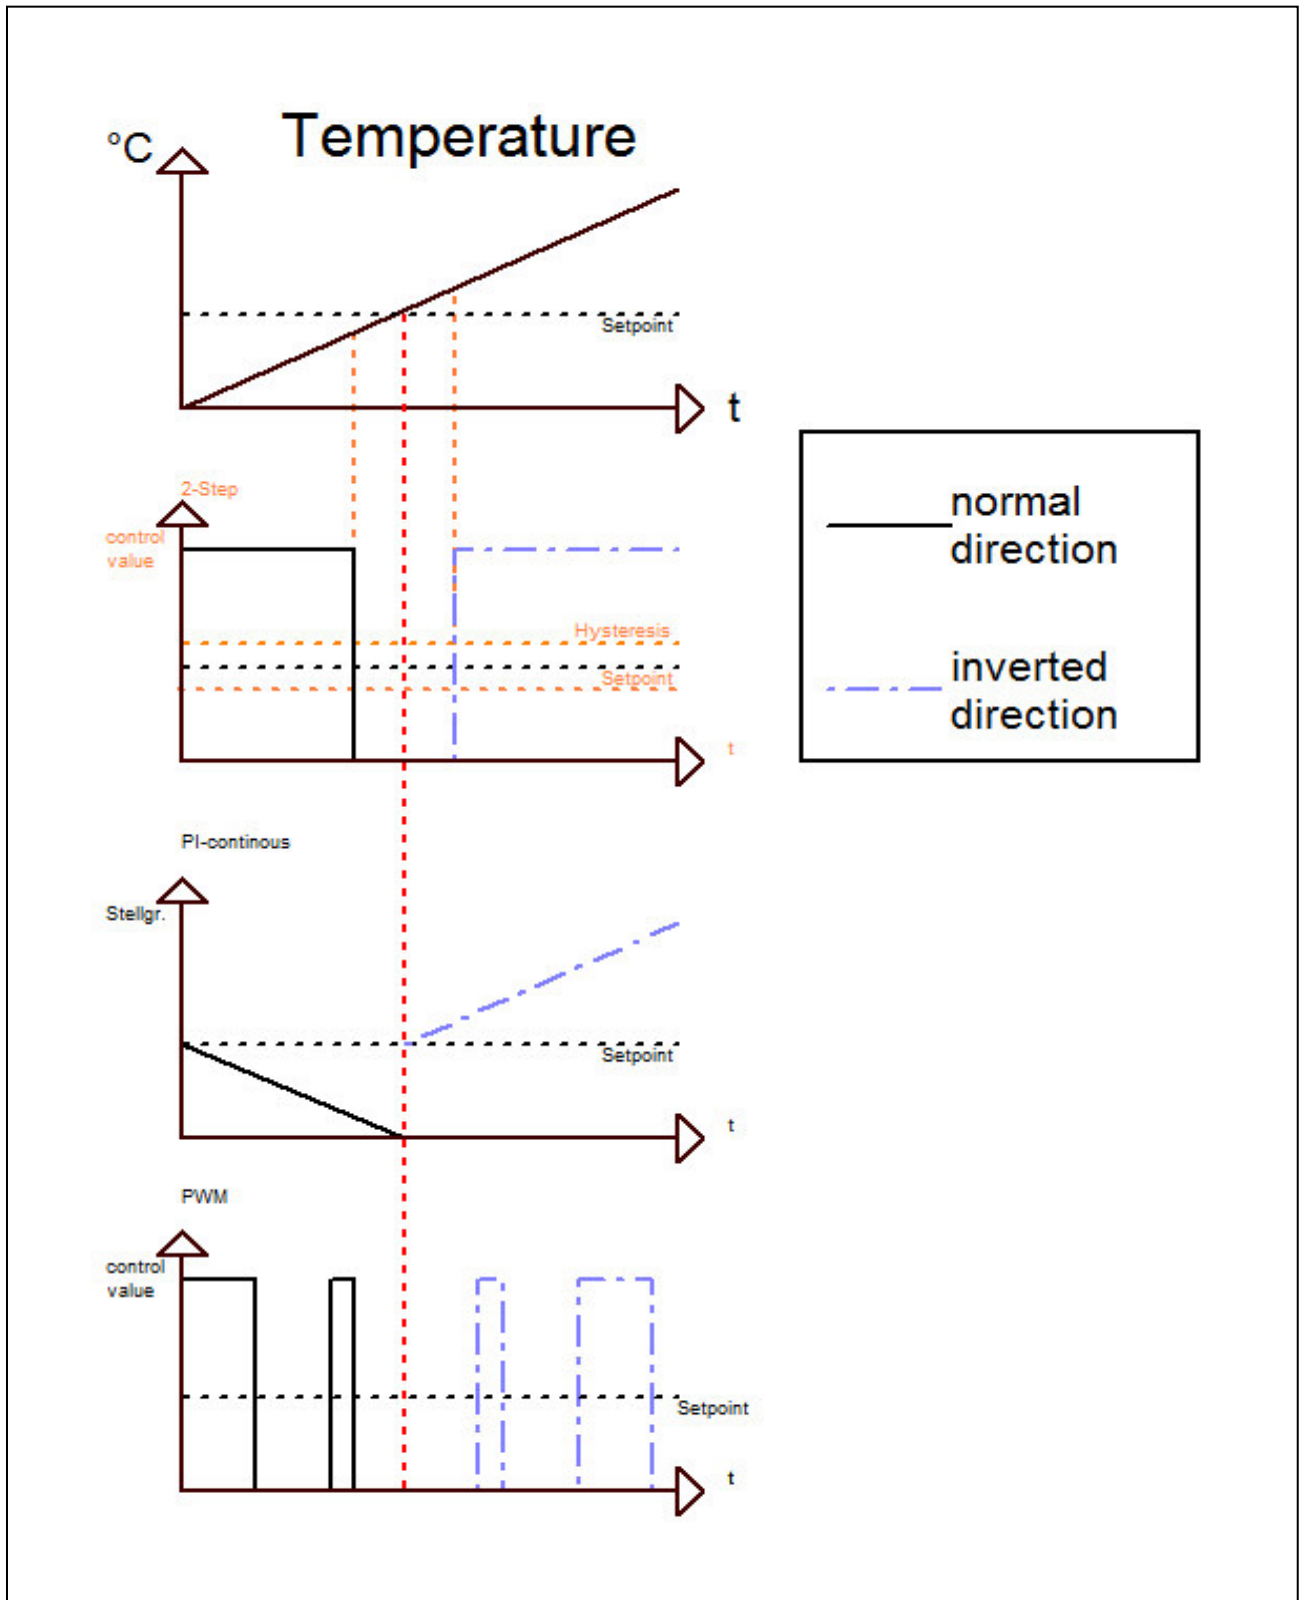 °C
Temperature
Setpoint
t
2-Step
control
value
Hysteresis
Setpoint
t
normal
direction
inverted
direction
PI-continous
Stellgr.
Setpoint
t
PWM
control
value
Setpoint
t